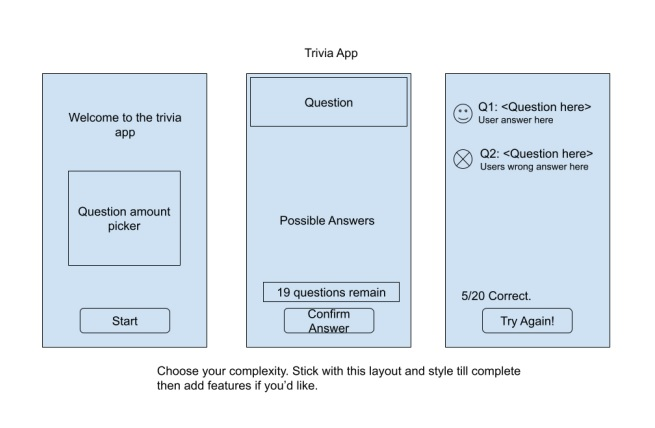 Trivia App
Welcome to the trivia
app
Question amount
picker
Start
Question
Possible Answers
19 questions remain
Confirm
Answer
Q1: <Question here>
User answer here
Q2: <Question here>
Users wrong answer here
5/20 Correct.
Try Again!
Choose your complexity. Stick with this layout and style till complete
then add features if you'd like.